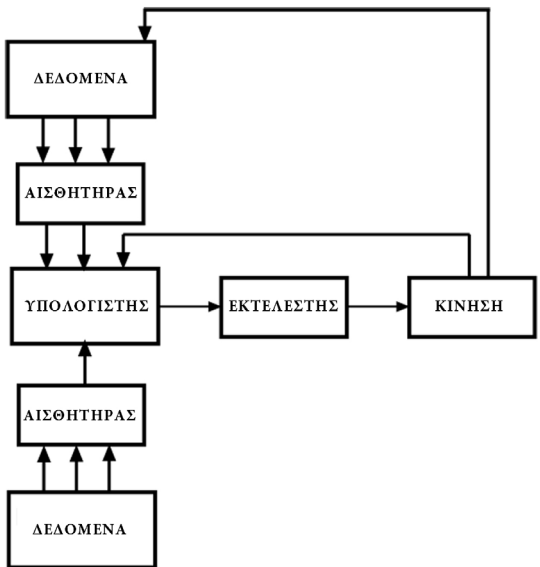 ΔΕΔΟΜΕΝΑ
ΑΙΣΘΗΤΗΡΑΣ
ΥΠΟΛΟΓΙΣΤΗΣ
ΕΚΤΕΛΕΣΤΗΣ
ΚΙΝΗΣΗ
ΑΙΣΘΗΤΗΡΑΣ
ΔΕΔΟΜΕΝΑ